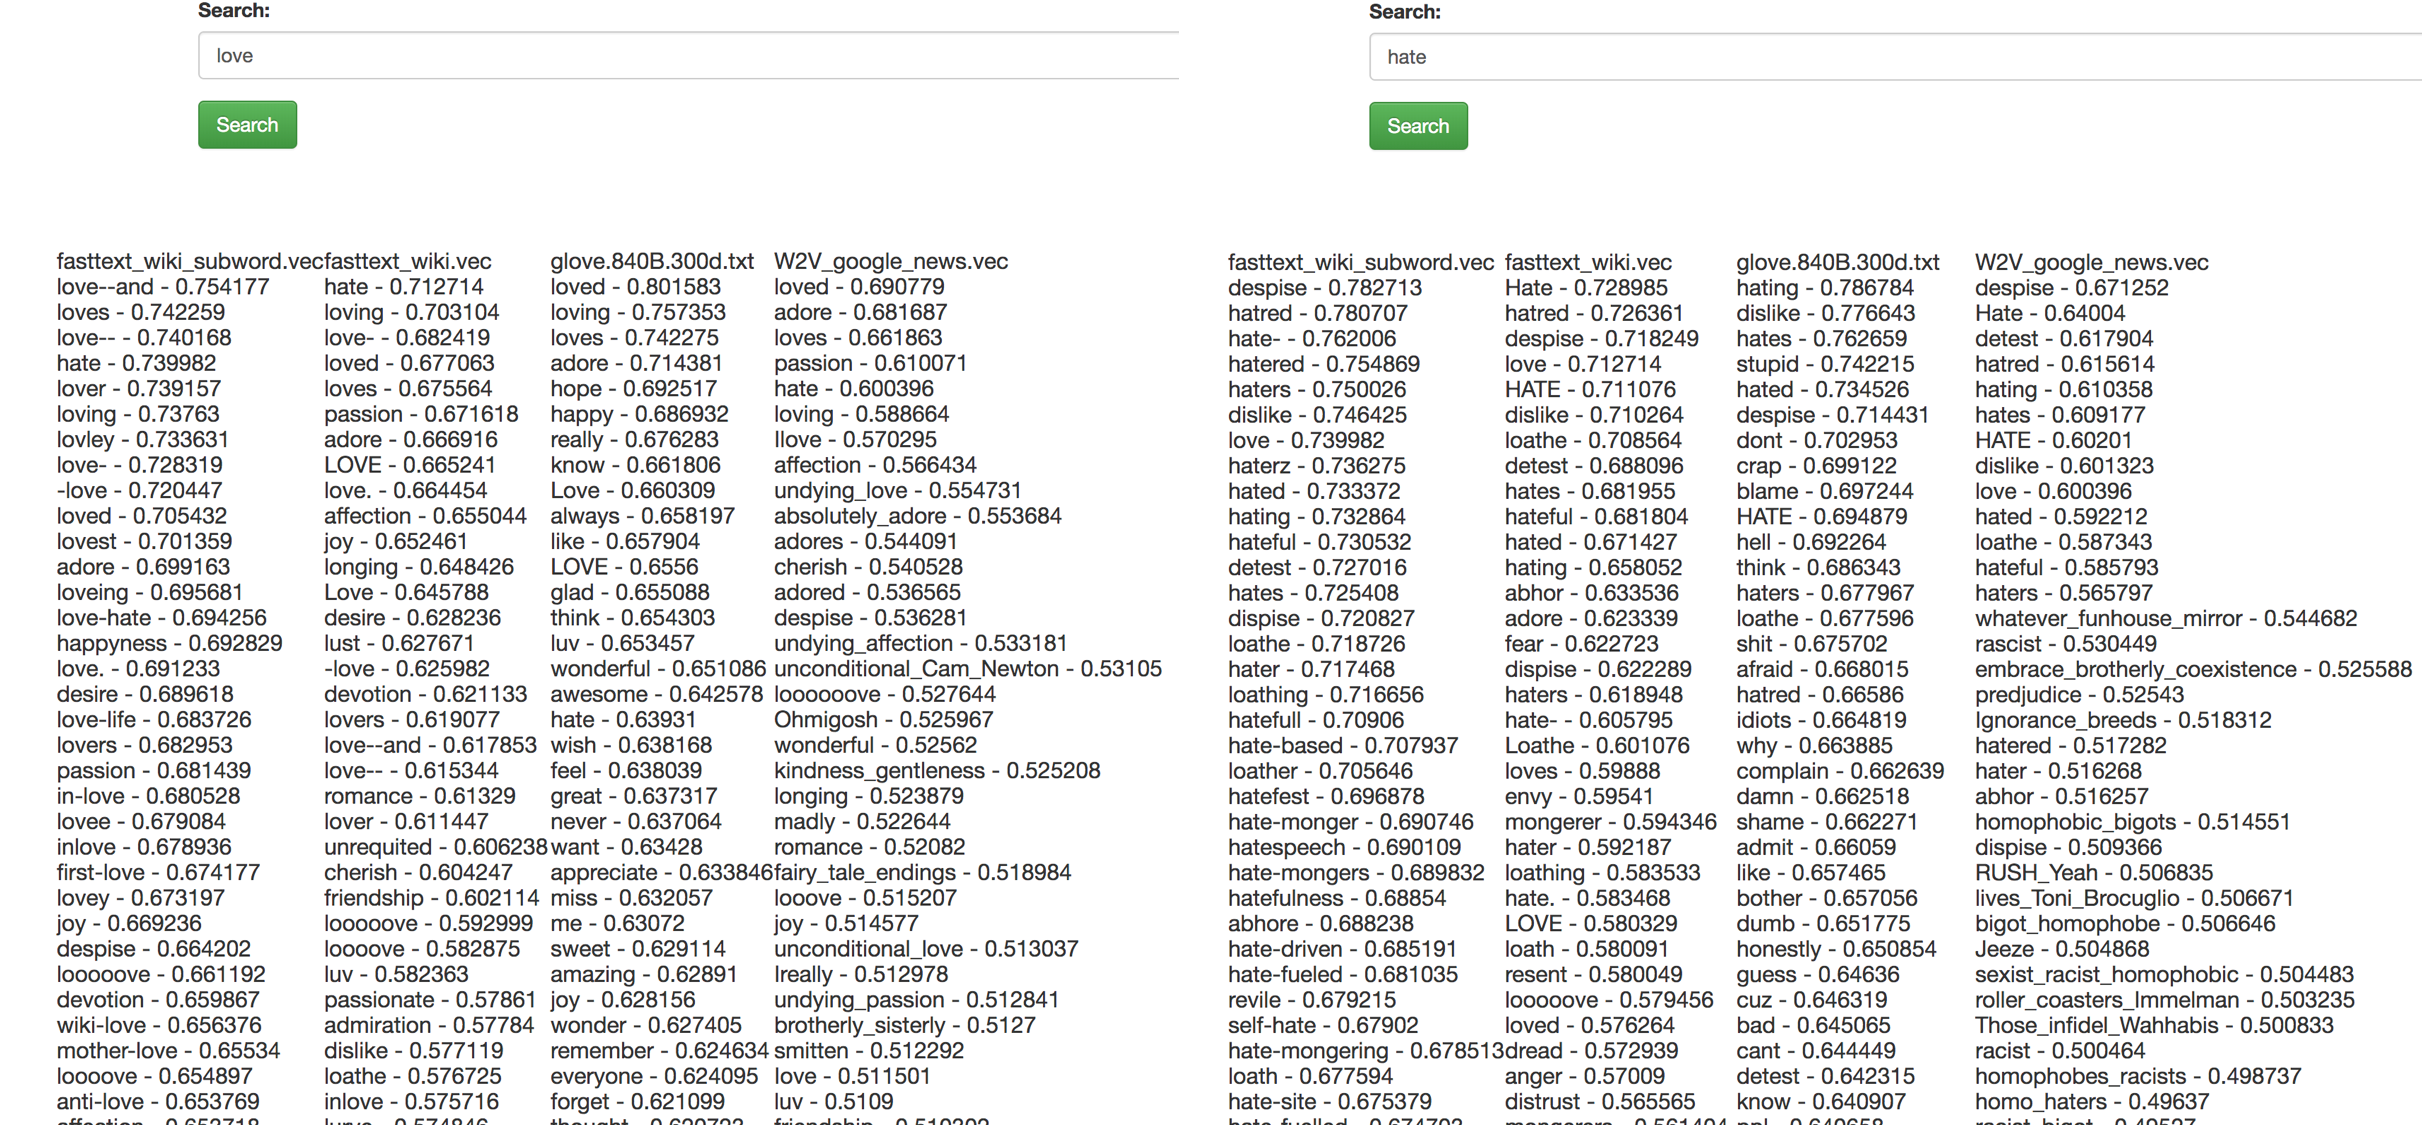 Search:
love
Search
fasttext_wiki_subword.vec fasttext_wiki.vec glove.840B.300d.txt W2V_google_news.vec
love--and - 0.754177 hate - 0.712714 loved - 0.801583 loved - 0.690779
loves - 0.742259 loving - 0.703104 loving - 0.757353 adore - 0.681687
love-- - 0.740168 love- - 0.682419 loves - 0.742275 loves - 0.661863
hate - 0.739982 loved - 0.677063 adore - 0.714381 passion - 0.610071
lover - 0.739157 loves - 0.675564 hope - 0.692517 hate - 0.600396
loving - 0.73763 passion - 0.671618 happy - 0.686932 loving - 0.588664
lovley - 0.733631 adore - 0.666916 really - 0.676283 Ilove - 0.570295
love- - 0.728319 LOVE - 0.665241 know - 0.661806 affection - 0.566434
-love - 0.720447 love. - 0.664454 Love - 0.660309 undying_love - 0.554731
loved - 0.705432 affection - 0.655044 always - 0.658197 absolutely_adore - 0.553684
lovest - 0.701359 joy - 0.652461 like - 0.657904 adores - 0.544091
adore - 0.699163 longing - 0.648426 LOVE - 0.6556 cherish - 0.540528
loveing - 0.695681 Love - 0.645788 glad - 0.655088 adored - 0.536565
love-hate - 0.694256 desire - 0.628236 think - 0.654303 despise - 0.536281
happyness - 0.692829 lust - 0.627671 luv - 0.653457 undying_affection - 0.533181
love. - 0.691233 -love - 0.625982 wonderful - 0.651086 unconditional_Cam_Newton - 0.53105
desire - 0.689618 devotion - 0.621133 awesome - 0.642578 loooooove - 0.527644
love-life - 0.683726 lovers - 0.619077 hate - 0.63931 Ohmigosh - 0.525967
lovers - 0.682953 love--and - 0.617853 wish - 0.638168 wonderful - 0.52562
passion - 0.681439 love-- - 0.615344 feel - 0.638039 kindness_gentleness - 0.525208
in-love - 0.680528 romance - 0.61329 great - 0.637317 longing - 0.523879
lovee - 0.679084 lover - 0.611447 never - 0.637064 madly - 0.522644
inlove - 0.678936 unrequited - 0.606238 want - 0.63428 romance - 0.52082
first-love - 0.674177 cherish - 0.604247 appreciate - 0.633846 fairy_tale_endings - 0.518984
lovey - 0.673197 friendship - 0.602114 miss - 0.632057 looove - 0.515207
joy - 0.669236 looooove - 0.592999 me - 0.63072 joy - 0.514577
despise - 0.664202 loooove - 0.582875 sweet - 0.629114 unconditional_love - 0.513037
looooove - 0.661192 luv - 0.582363 amazing - 0.62891 Ireally - 0.512978
devotion - 0.659867 passionate - 0.57861 joy - 0.628156 undying_passion - 0.512841
wiki-love - 0.656376 admiration - 0.57784 wonder - 0.627405 brotherly_sisterly - 0.5127
mother-love - 0.65534 dislike - 0.577119 remember - 0.624634 smitten - 0.512292
loooove - 0.654897 loathe - 0.576725 everyone - 0.624095 love - 0.511501
anti-love - 0.653769 inlove - 0.575716 forget - 0.621099 luv - 0.5109
Search:
hate
Search
fasttext_wiki_subword.vec fasttext_wiki.vec glove.840B.300d.txt W2V_google_news.vec
despise - 0.782713 Hate - 0.728985 hating - 0.786784 despise - 0.671252
hatred - 0.780707 hatred - 0.726361 dislike - 0.776643 Hate - 0.64004
hate- - 0.762006 despise - 0.718249 hates - 0.762659 detest - 0.617904
hatered - 0.754869 love - 0.712714 stupid - 0.742215 hatred - 0.615614
haters - 0.750026 HATE - 0.711076 hated - 0.734526 hating - 0.610358
dislike - 0.746425 dislike - 0.710264 despise - 0.714431 hates - 0.609177
love - 0.739982 loathe - 0.708564 dont - 0.702953 HATE - 0.60201
haterz - 0.736275 detest - 0.688096 crap - 0.699122 dislike - 0.601323
hated - 0.733372 hates - 0.681955 blame - 0.697244 love - 0.600396
hating - 0.732864 hateful - 0.681804 HATE - 0.694879 hated - 0.592212
hateful - 0.730532 hated - 0.671427 hell - 0.692264 loathe - 0.587343
detest - 0.727016 hating - 0.658052 think - 0.686343 hateful - 0.585793
hates - 0.725408 abhor - 0.633536 haters - 0.677967 haters - 0.565797
dispise - 0.720827 adore - 0.623339 loathe - 0.677596 whatever_funhouse_mirror - 0.544682
loathe - 0.718726 fear - 0.622723 shit - 0.675702 rascist - 0.530449
hater - 0.717468 dispise - 0.622289 afraid - 0.668015 embrace_brotherly_coexistence - 0.525588
loathing - 0.716656 haters - 0.618948 hatred - 0.66586 predjudice - 0.52543
hatefull - 0.70906 hate- - 0.605795 idiots - 0.664819 Ignorance_breeds - 0.518312
hate-based - 0.707937 Loathe - 0.601076 why - 0.663885 hatered - 0.517282
loather - 0.705646 loves - 0.59888 complain - 0.662639 hater - 0.516268
hatefest - 0.696878 envy - 0.59541 damn - 0.662518 abhor - 0.516257
hate-monger - 0.690746 mongerer - 0.594346 shame - 0.662271 homophobic_bigots - 0.514551
hatespeech - 0.690109 hater - 0.592187 admit - 0.66059 dispise - 0.509366
hate-mongers - 0.689832 loathing - 0.583533 like - 0.657465 RUSH_Yeah - 0.506835
hatefulness - 0.68854 hate. - 0.583468 bother - 0.657056 lives_Toni_Brocuglio - 0.506671
abhore - 0.688238 LOVE - 0.580329 dumb - 0.651775 bigot_homophobe - 0.506646
hate-driven - 0.685191 loath - 0.580091 honestly - 0.650854 Jeeze - 0.504868
hate-fueled - 0.681035 resent - 0.580049 guess - 0.64636 sexist_racist_homophobic - 0.504483
revile - 0.679215 looooove - 0.579456 cuz - 0.646319 roller_coasters_Immelman - 0.503235
self-hate - 0.67902 loved - 0.576264 bad - 0.645065 Those_infidel_Wahhabis - 0.500833
hate-mongering - 0.678513 dread - 0.572939 cant - 0.644449 racist - 0.500464
loath - 0.677594 anger - 0.57009 detest - 0.642315 homophobes_racists - 0.498737
hate-site - 0.675379 distrust - 0.565565 know - 0.640907 homo_haters - 0.49637